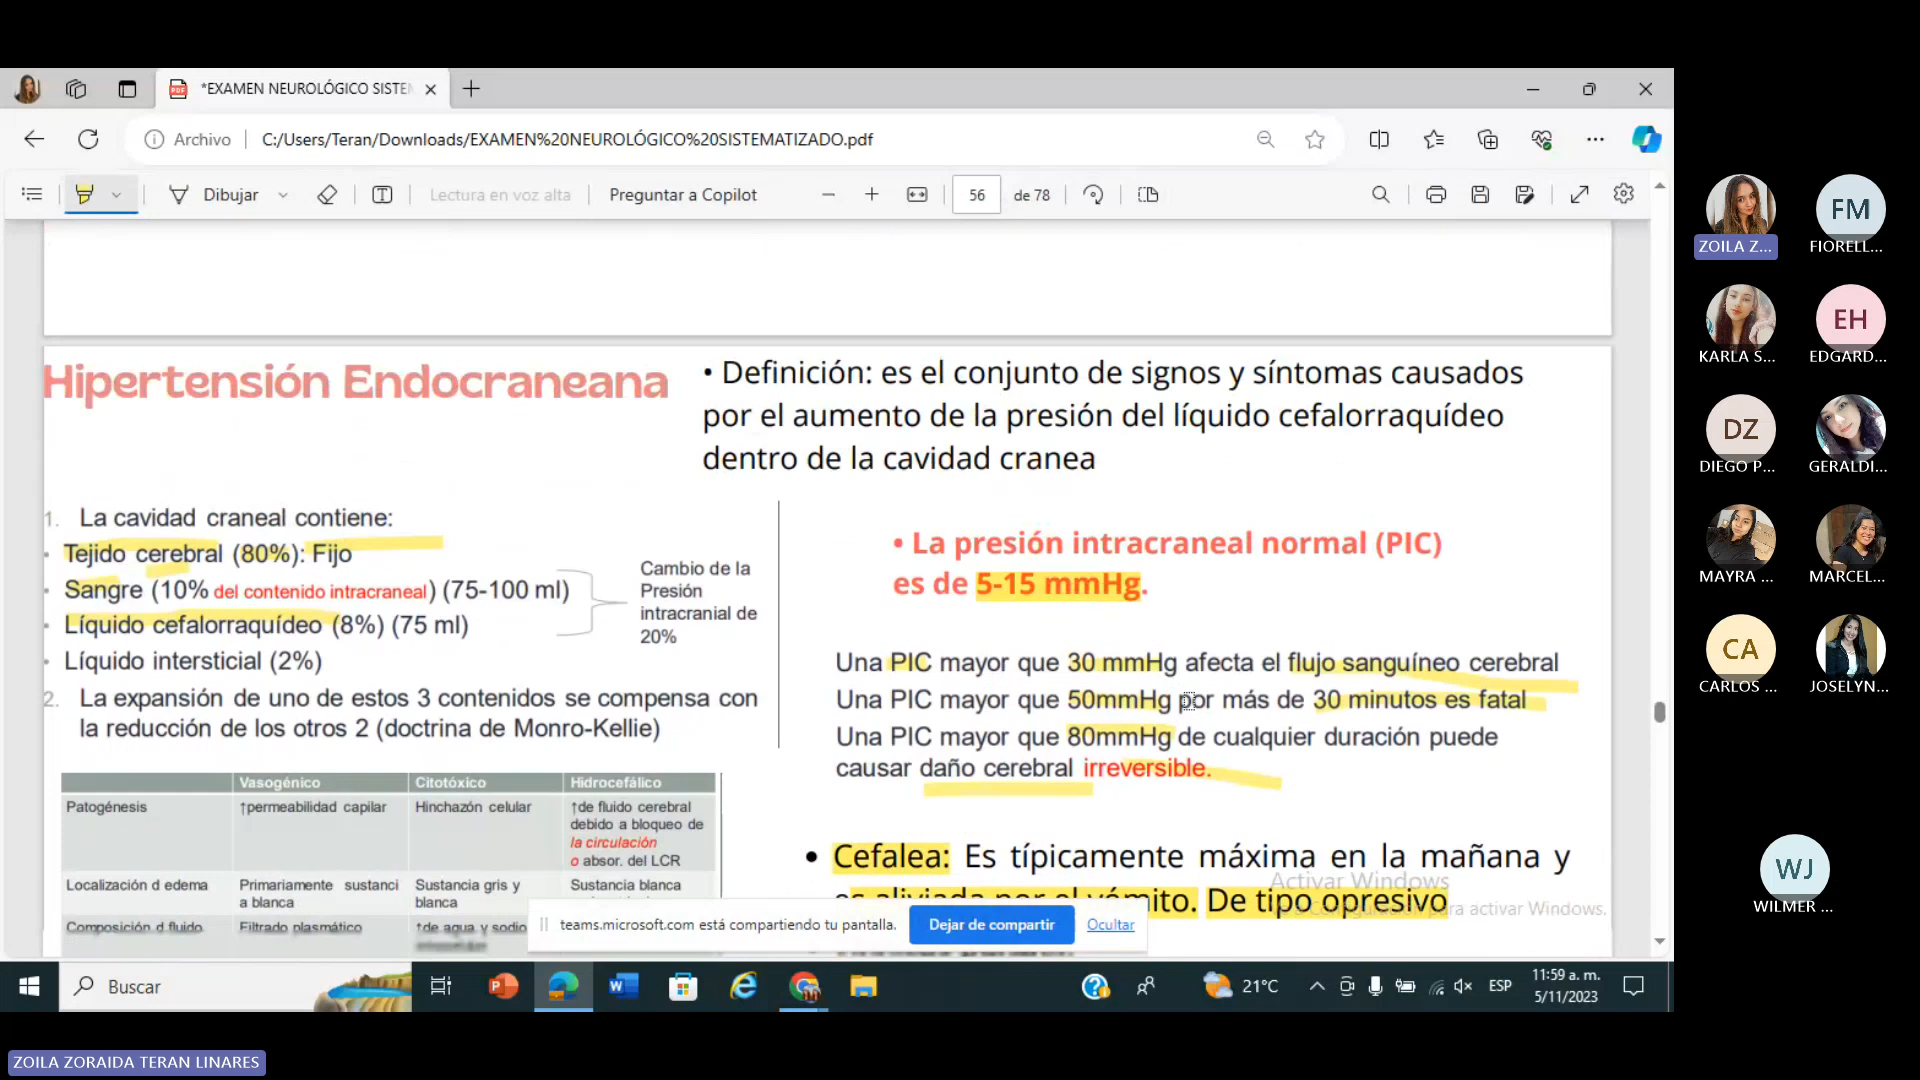 *EXAMEN NEUROLÓGICO SISTE
Archivo
C:/Users/Teran/Downloads/EXAMEN%20NEUROLÓGICO%20SISTEMATIZADO.pdf
Dibujar
Lectura en voz alta
Preguntar a Copilot
56
de 78
Hipertensión Endocraneana
• Definición: es el conjunto de signos y síntomas causados
por el aumento de la presión del líquido cefalorraquídeo
dentro de la cavidad cranea
1. La cavidad craneal contiene:
• Tejido cerebral (80%): Fijo
• Sangre (10% del contenido intracraneal) (75-100 ml)
• Líquido cefalorraquídeo (8%) (75 ml)
• Líquido intersticial (2%)
2. La expansión de uno de estos 3 contenidos se compensa con
la reducción de los otros 2 (doctrina de Monro-Kellie)
Cambio de la
Presión
intracranial de
20%
• La presión intracraneal normal (PIC)
es de 5-15 mmHg.
Una PIC mayor que 30 mmHg afecta el flujo sanguíneo cerebral
Una PIC mayor que 50mmHg por más de 30 minutos es fatal
Una PIC mayor que 80mmHg de cualquier duración puede
causar daño cerebral irreversible.
Vasogénico Citotóxico Hidrocefálico
Patogénesis
↑permeabilidad capilar
Hinchazón celular
↑de fluido cerebral
debido a bloqueo de
la circulación
o absor. del LCR
Localización d edema
Primariamente sustanci
a blanca
Sustancia gris y
blanca
Sustancia blanca
Composición d fluido
Filtrado plasmático
↑de agua y sodio
• Cefalea: Es típicamente máxima en la mañana y
es aliviada por el vómito. De tipo opresivo
Activar Windows
para activar Windows.
teams.microsoft.com está compartiendo tu pantalla.
Dejar de compartir
Ocultar
Buscar
21°C
ESP
11:59 a. m.
5/11/2023
ZOILA Z...
FM
FIORELL...
KARLA S...
EH
EDGARD...
DZ
DIEGO P...
GERALDI...
MAYRA ...
MARCEL...
CA
CARLOS ...
JOSELYN...
WJ
WILMER ...
ZOILA ZORAIDA TERAN LINARES